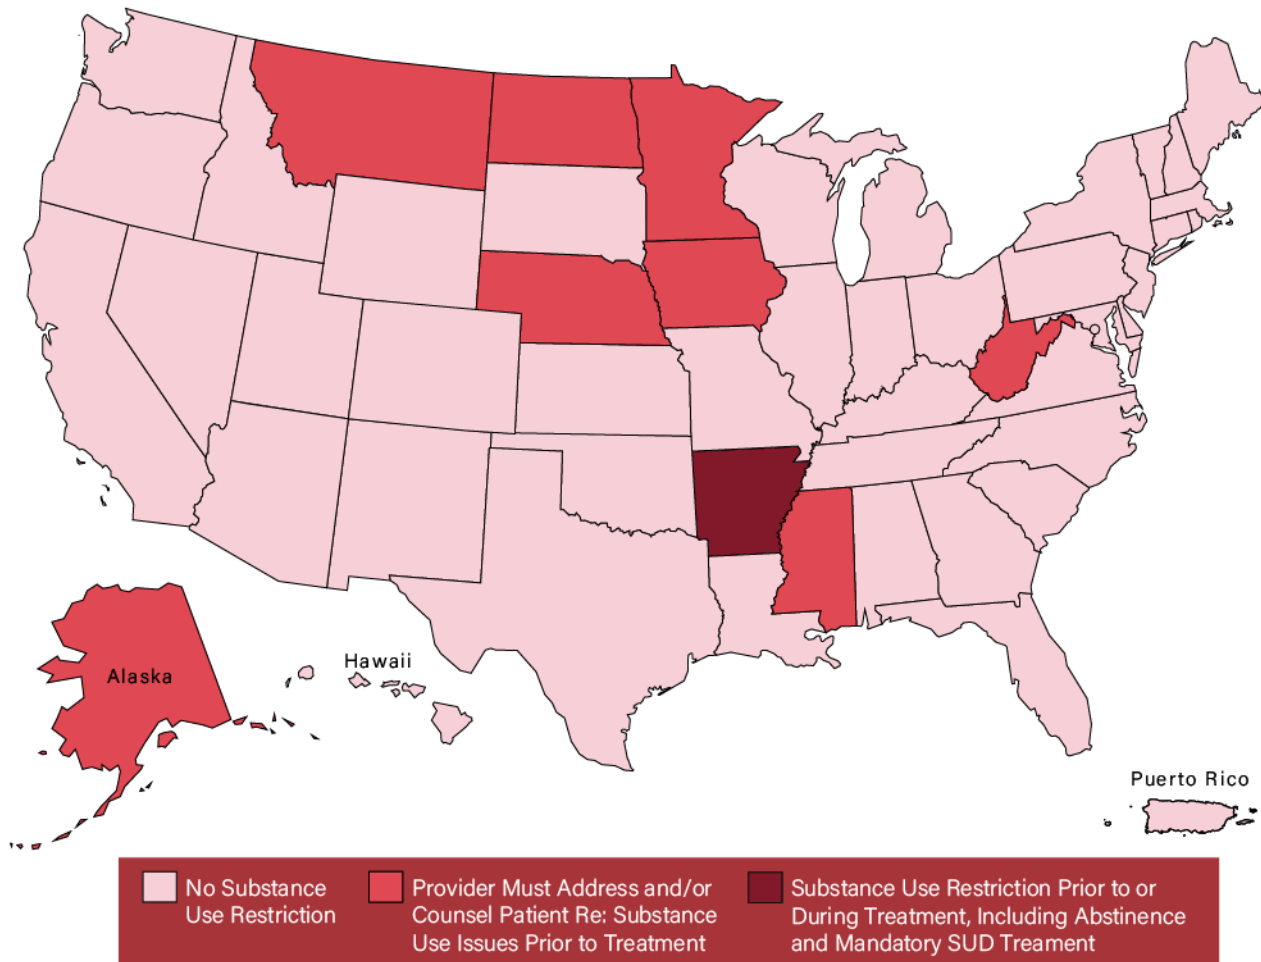 Alaska
Hawaii
Puerto Rico
No Substance
Use Restriction
Provider Must Address and/or
Counsel Patient Re: Substance
Use Issues Prior to Treatment
Substance Use Restriction Prior to or
During Treatment, Including Abstinence
and Mandatory SUD Treament